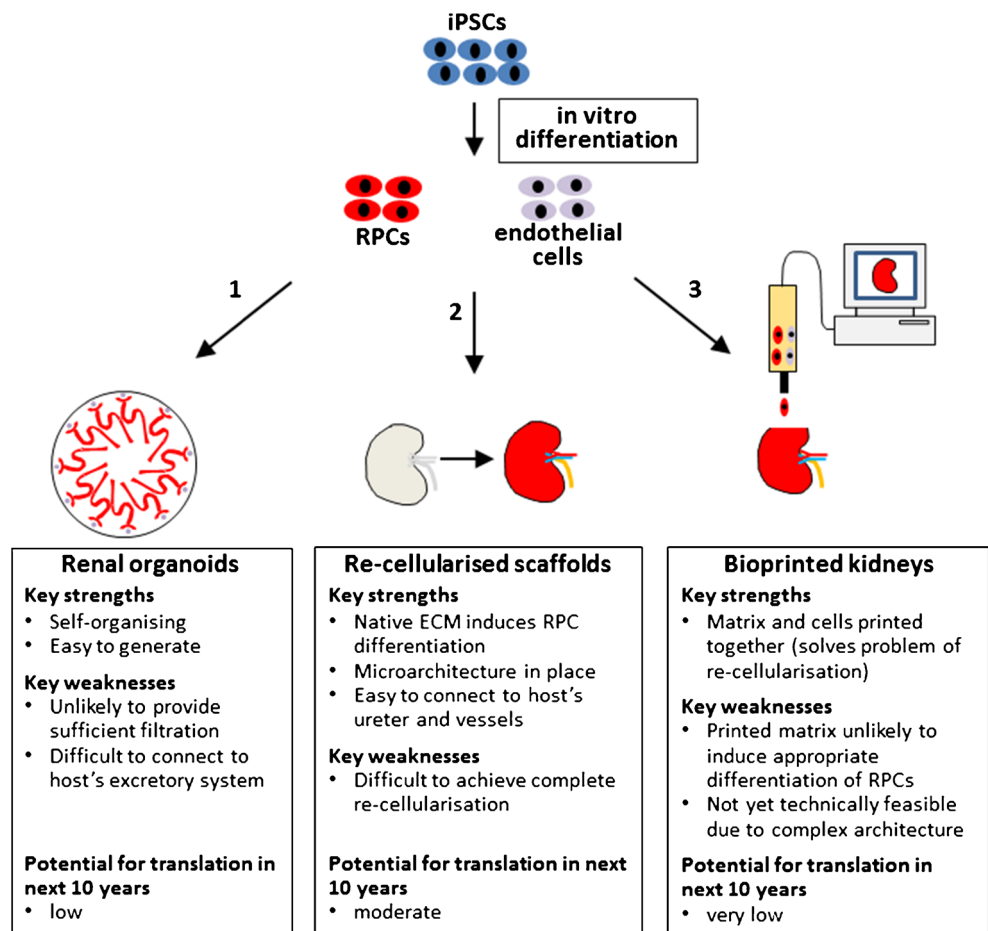 iPSCs
in vitro
differentiation
RPCs
endothelial
cells
1
2
3
Renal organoids
Key strengths
• Self-organising
• Easy to generate
Key weaknesses
• Unlikely to provide
sufficient filtration
• Difficult to connect to
host's excretory system
Potential for translation in
next 10 years
• low
Re-cellularised scaffolds
Key strengths
• Native ECM induces RPC
differentiation
• Microarchitecture in place
• Easy to connect to host's
ureter and vessels
Key weaknesses
• Difficult to achieve complete
re-cellularisation
Potential for translation in next
10 years
• moderate
Bioprinted kidneys
Key strengths
• Matrix and cells printed
together (solves problem of
re-cellularisation)
Key weaknesses
• Printed matrix unlikely to
induce appropriate
differentiation of RPCs
• Not yet technically feasible
due to complex architecture
Potential for translation in
next 10 years
• very low